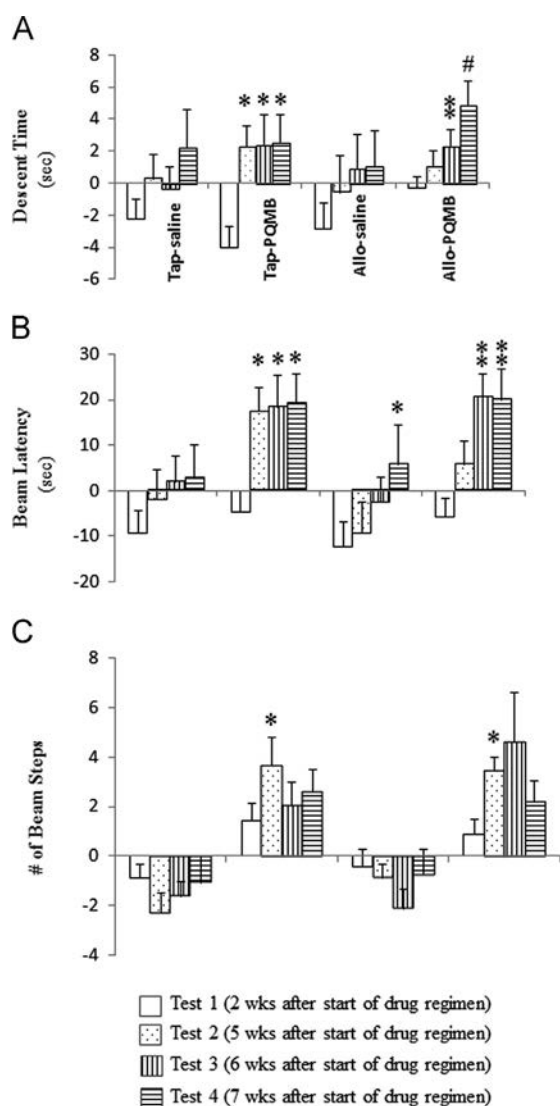 A
Descent Time
(sec)
8
6
4
2
0
-2
-4
-6
* * *
**
#
Tap-saline
Tap-PQMB
Allo-saline
Allo-PQMB
B
Beam Latency
(sec)
30
20
10
0
-10
-20
* * *
*
** **
C
# of Beam Steps
8
6
4
2
0
-2
-4
*
*
Test 1 (2 wks after start of drug regimen)
Test 2 (5 wks after start of drug regimen)
Test 3 (6 wks after start of drug regimen)
Test 4 (7 wks after start of drug regimen)